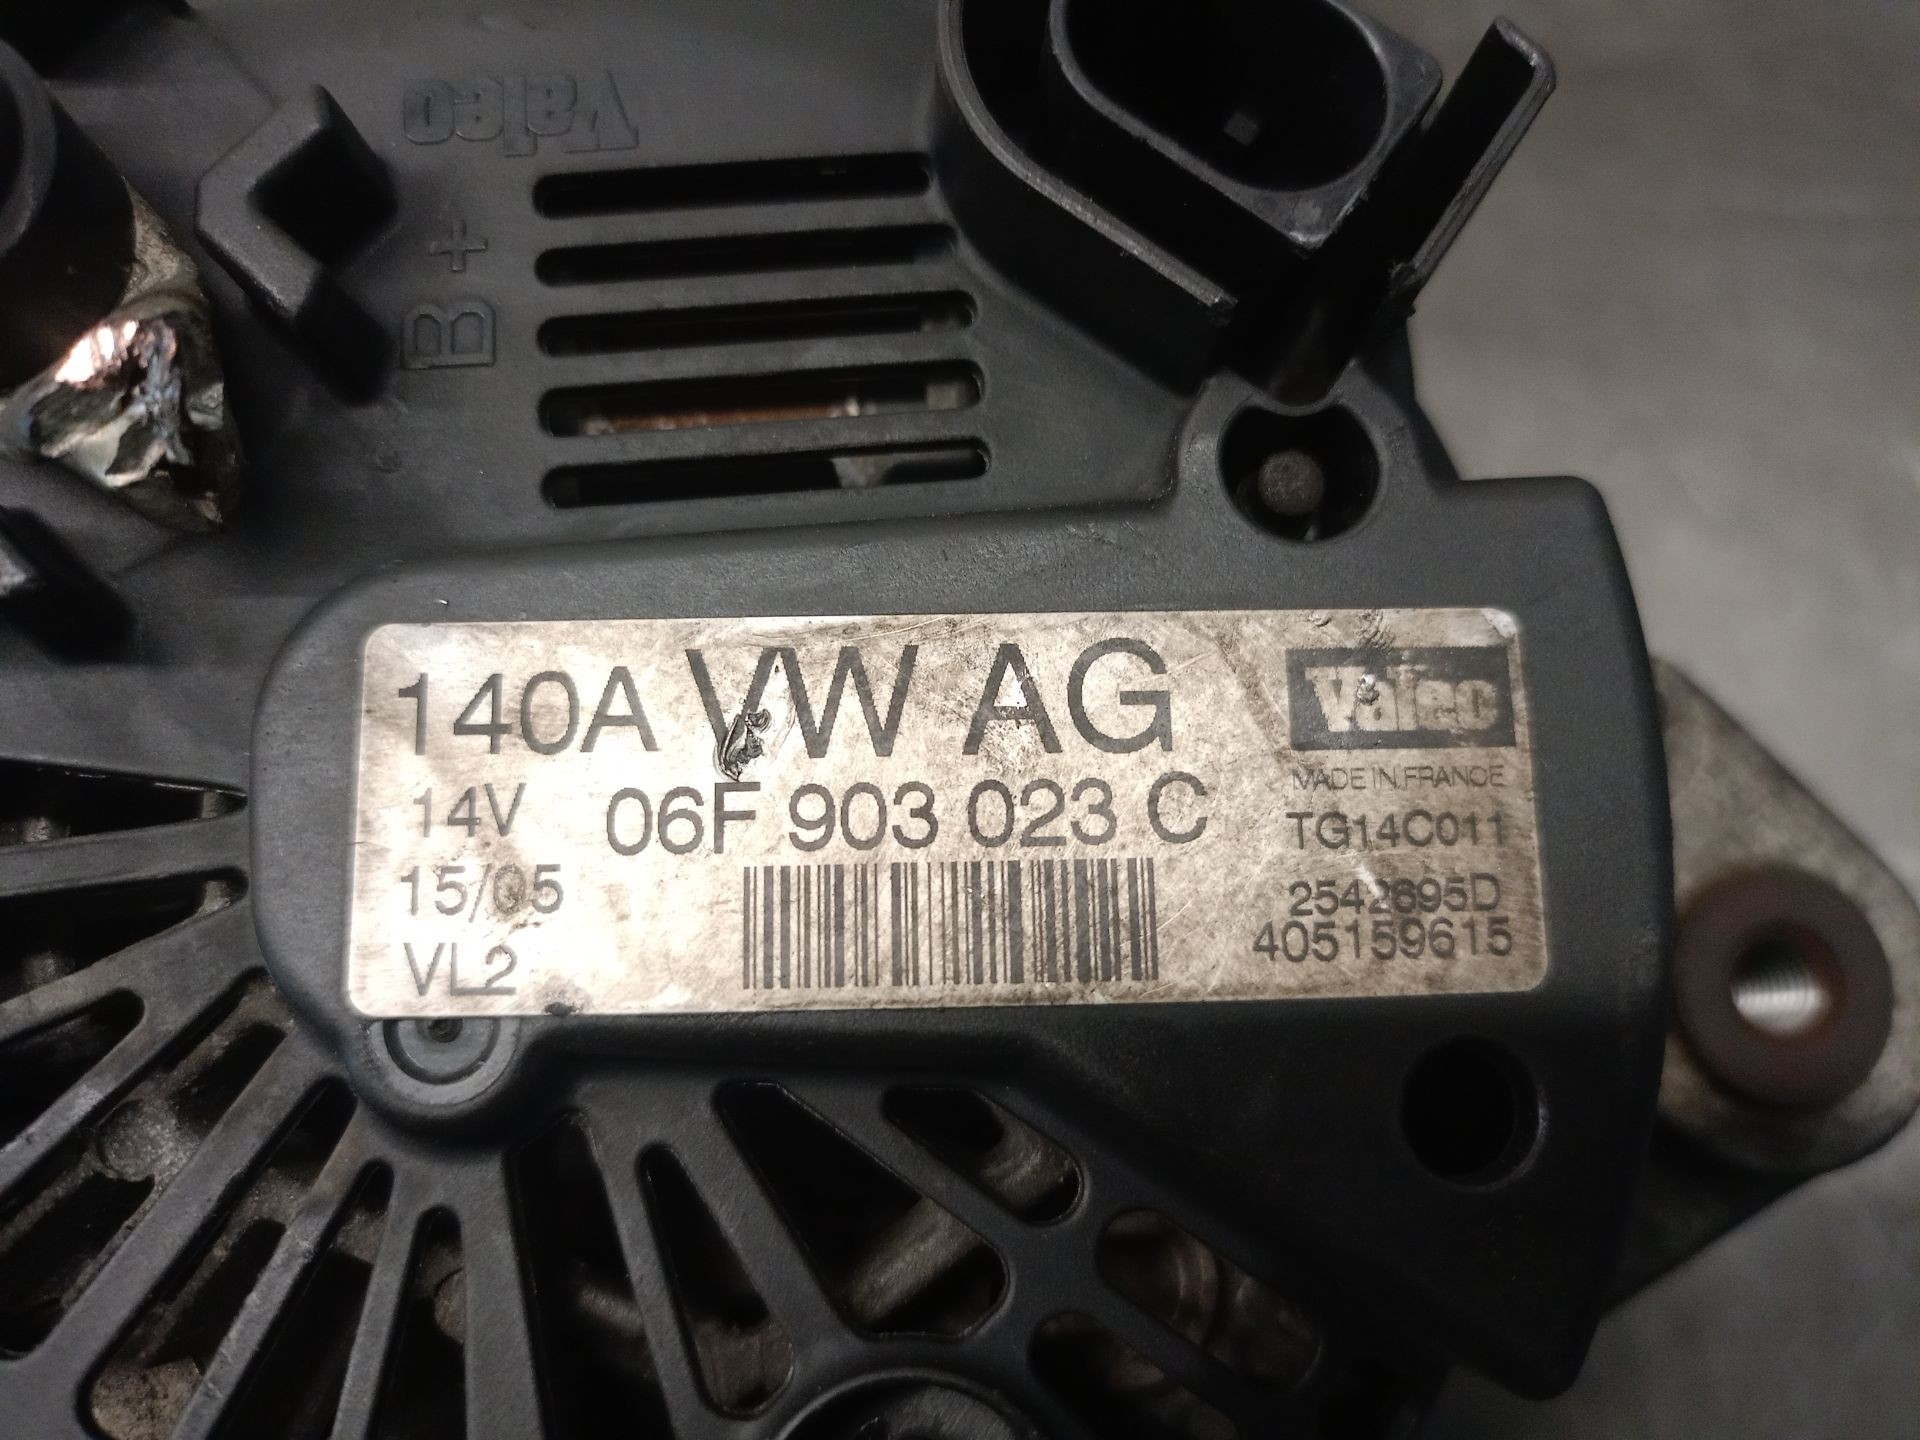 Valeo
B+
140A VW AG
Valeo
14V
06F 903 023 C
MADE IN FRANCE
TG14C011
15/05
2542695D
VL2
405159615